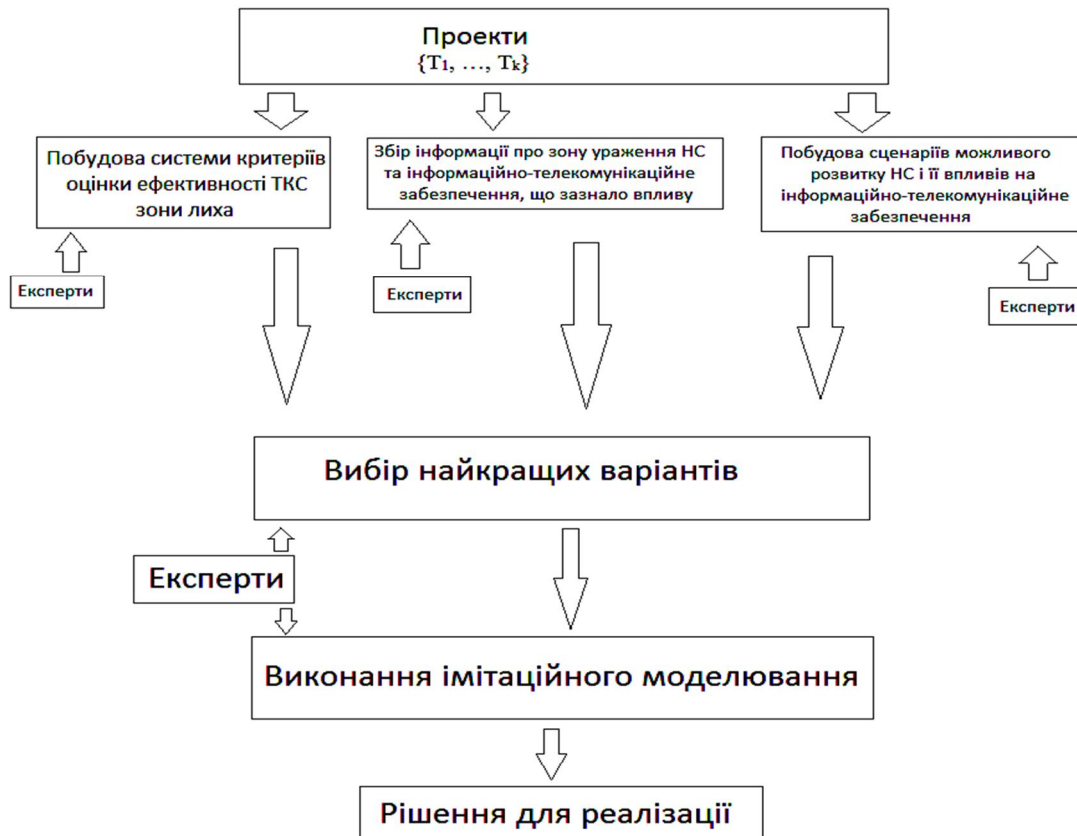 Проекти
{T1, ..., Tk}
Побудова системи критеріїв
оцінки ефективності ТКС
зони лиха
Збір інформації про зону ураження НС
та інформаційно-телекомунікаційне
забезпечення, що зазнало впливу
Побудова сценаріїв можливого
розвитку НС і її впливів на
інформаційно-телекомунікаційне
забезпечення
Експерти
Експерти
Експерти
Вибір найкращих варіантів
Експерти
Виконання імітаційного моделювання
Рішення для реалізації